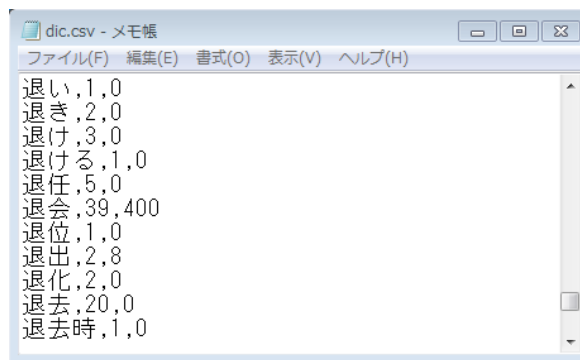 dic.csv - メモ帳
ファイル(F) 編集(E) 書式(O) 表示(V) ヘルプ(H)
退い,1,0
退き,2,0
退け,3,0
退ける,1,0
退任,5,0
退会,39,400
退位,1,0
退出,2,8
退化,2,0
退去,20,0
退去時,1,0